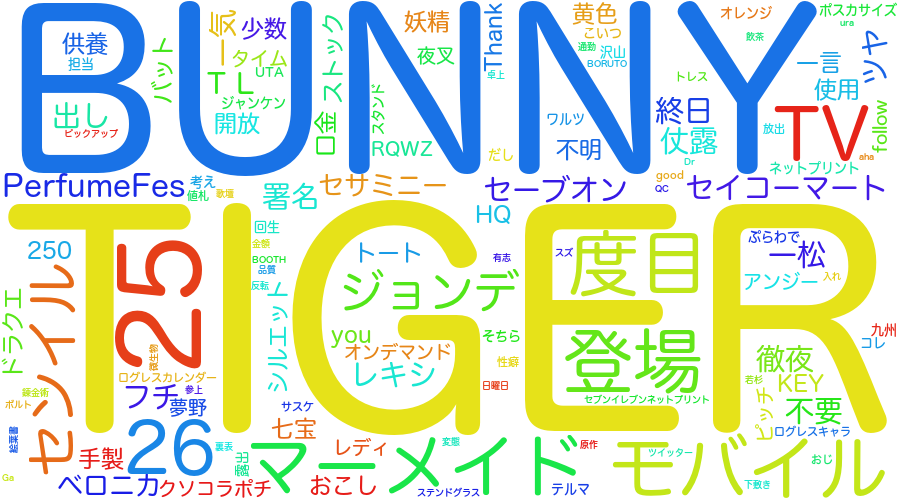 BUNNY
TIGER
供養
担当
出し
ピックアップ
バット
一気
少数
タイム
UTA
TL
ジャンケン
開放
口金
ストック
スタンド
妖精
夜叉
RQWZ
Thank
卓上
だし
黄色
こいつ
通勤
沢山
BORUTO
ワルツ
不明
オレンジ
飲茶
トレス
終日
仗露
Dr
good
QC
ポスカサイズ
ura
一言
使用
ツヤ
TV
放出
follow
aha
ネットプリント
PerfumeFes
考え
値札
歌壇
署名
セサミニー
セーブオン
セイコーマート
HQ
回生
金額
BOOTH
品質
反転
250
25
センイル
ドラクエ
トート
ジョンデ
you
オンデマンド
レキシ
シルエット
有志
スズ
度目
そちら
性癖
日曜日
登場
セブンイレブンネットプリント
ぷらわで
一松
アンジー
入れ
九州
コレ
徹夜
若杉
KEY
ピッチ
不要
ログレスキャラ
限定物
ログレスカレンダー
錬金術
ボルト
フチ
参上
夢野
サスケ
七宝
絵葉書
手製
26
裏表
露出
マーメイド
レディ
変態
原作
モバイル
ツイッター
おじ
Ga
ベロニカ
クソコラポチ
おこし
ステンドグラス
テルマ
下敷き